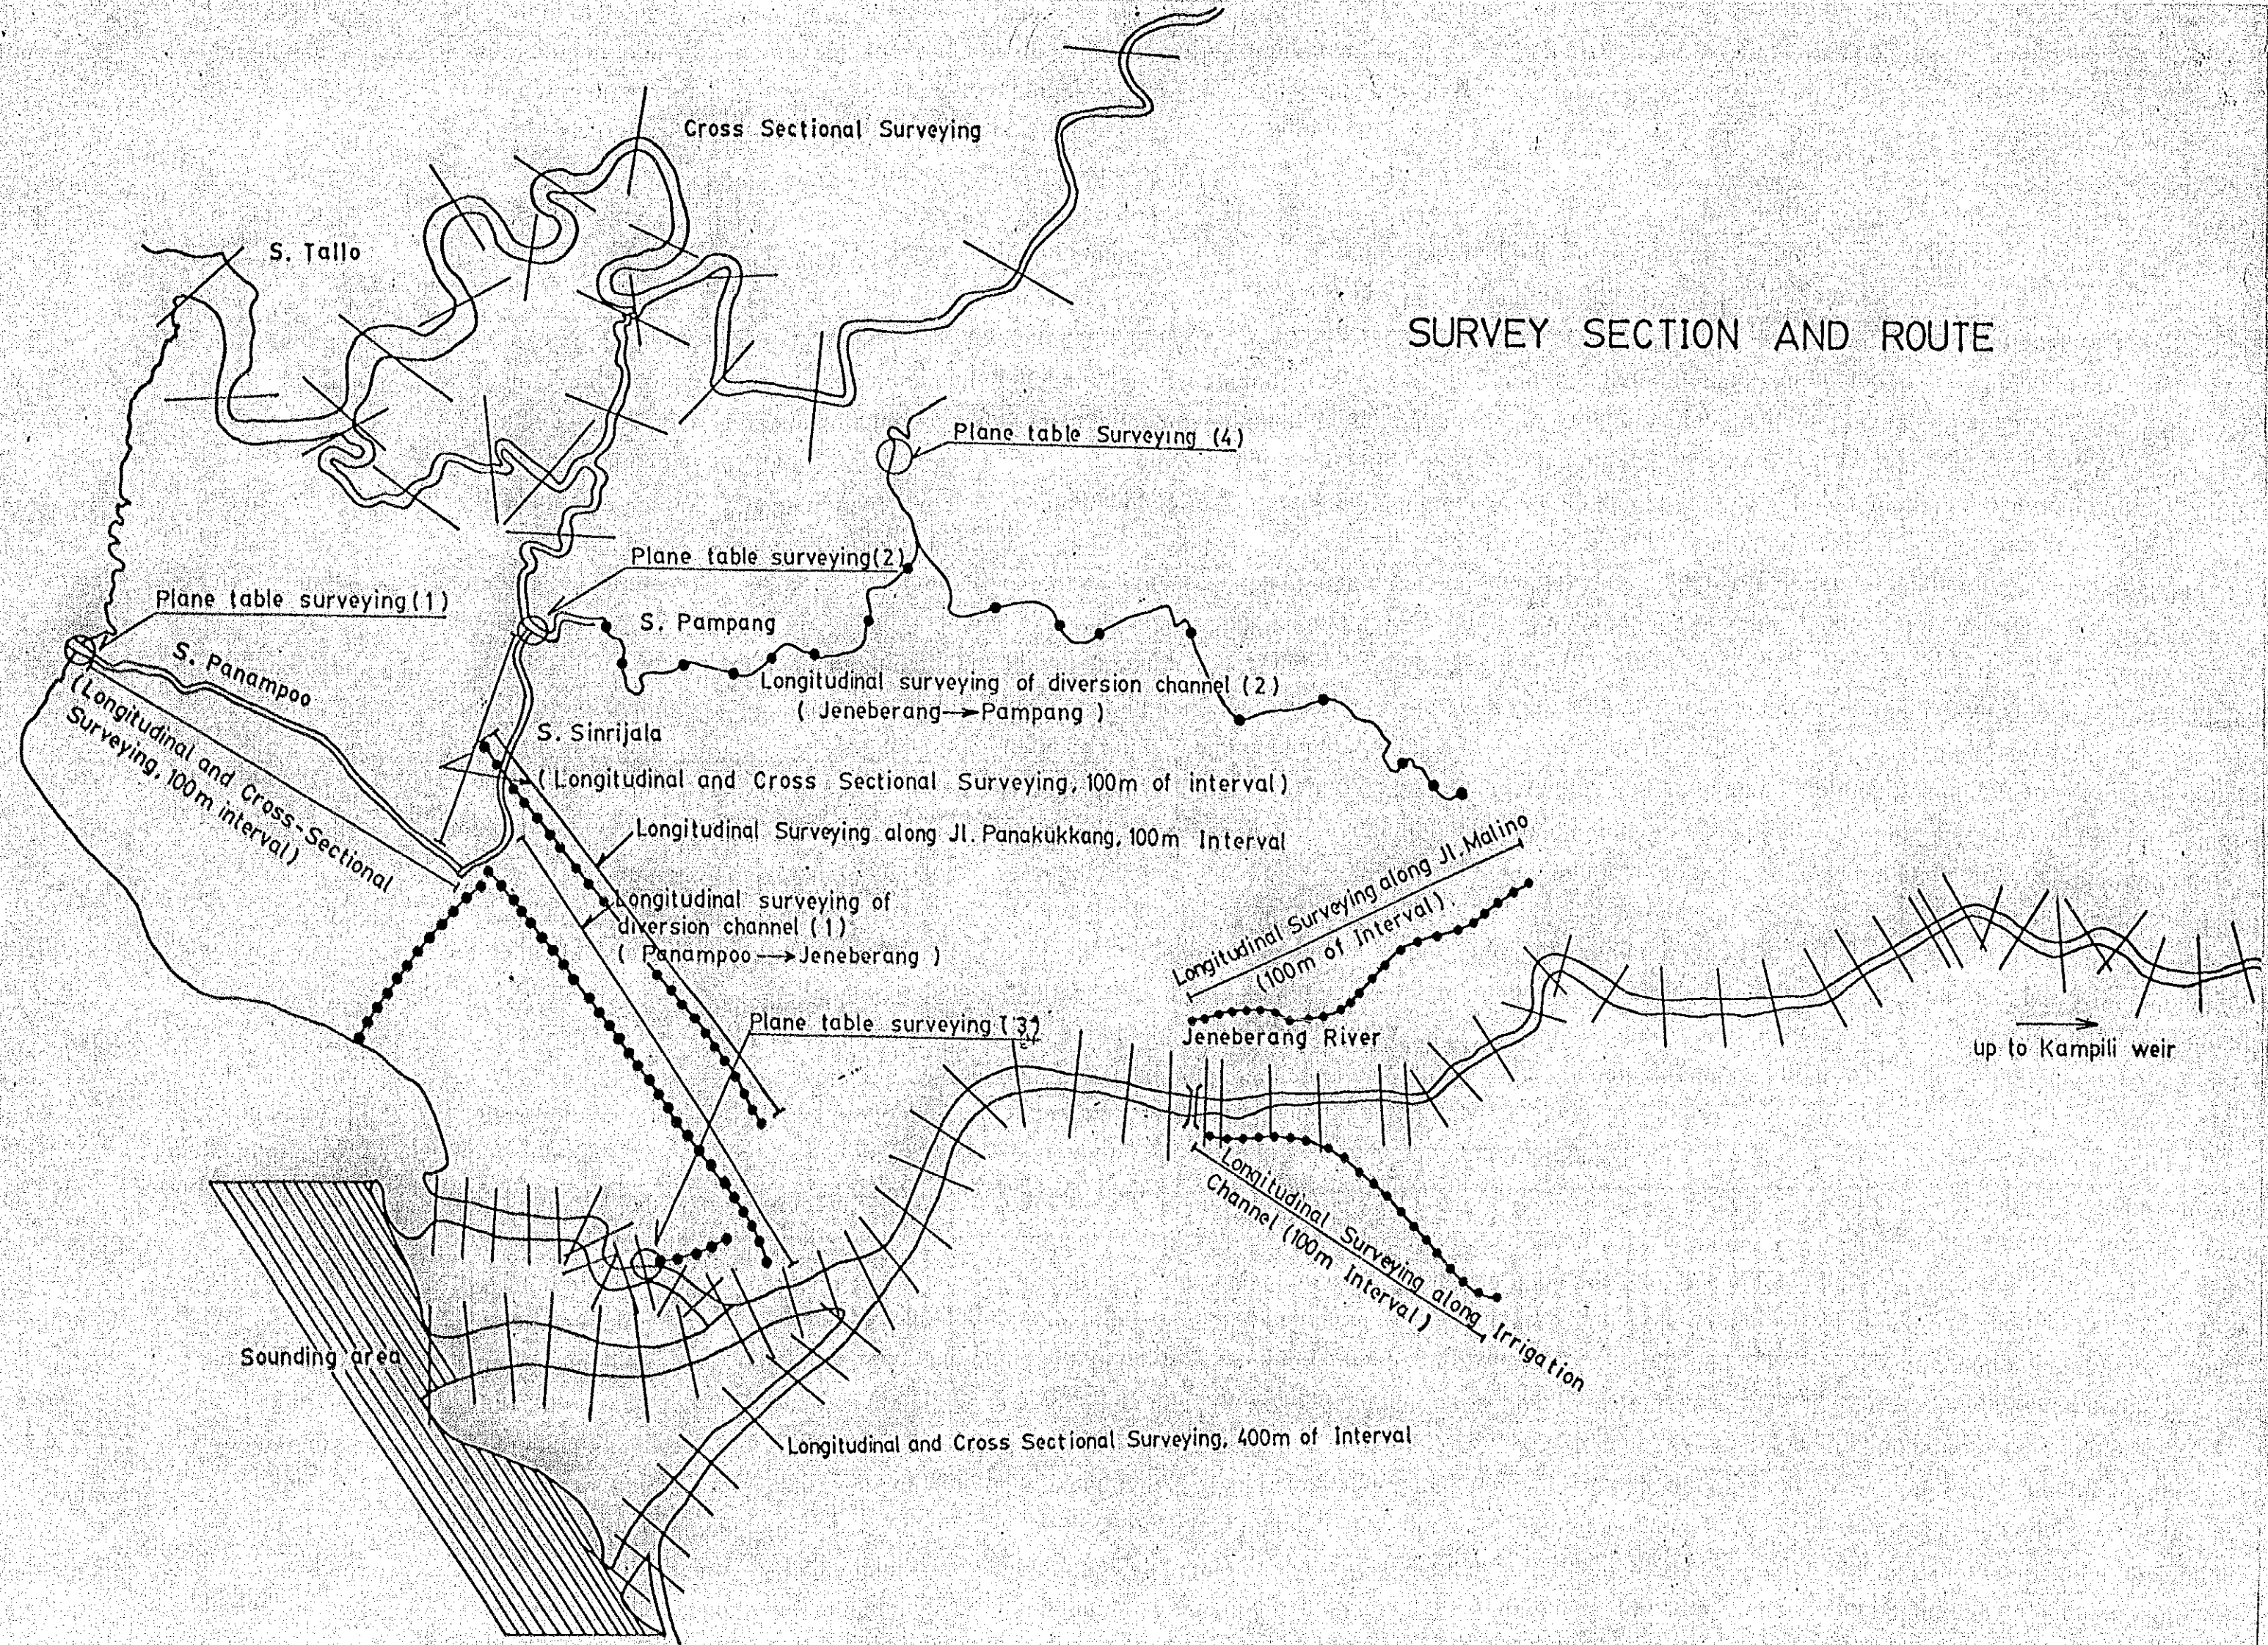 Cross Sectional Surveying
S. Tallo
SURVEY SECTION AND ROUTE
Plane table Surveying (4)
Plane table surveying(2)
Plane table surveying(1)
S. Pampang
S. Panampoo
Longitudinal surveying of diversion channel (2)
( Jeneberang→Pampang )
(Longitudinal and Cross-Sectional
Surveying, 100m interval)
S. Sinrijala
(Longitudinal and Cross Sectional Surveying, 100m of interval)
Longitudinal Surveying along Jl. Panakukkang, 100m Interval
Longitudinal surveying of
diversion channel (1)
( Panampoo→Jeneberang )
Longitudinal Surveying along Jl. Malino
(100m of Interval)
Plane table surveying (3)
Jeneberang River
up to Kampili weir
Longitudinal Surveying along Irrigation
Channel (100m Interval)
Sounding area
Longitudinal and Cross Sectional Surveying, 400m of Interval